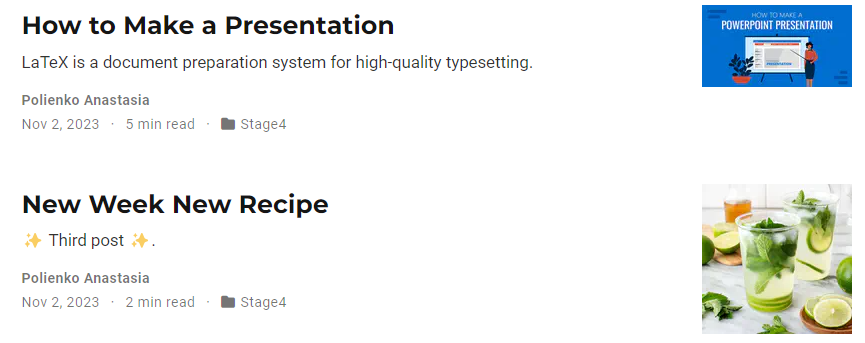 How to Make a Presentation
LaTeX is a document preparation system for high-quality typesetting.
Polienko Anastasia
Nov 2, 2023 · 5 min read · Stage4
HOW TO MAKE A
POWERPOINT PRESENTATION
PRESENTATION
New Week New Recipe
✨ Third post ✨.
Polienko Anastasia
Nov 2, 2023 · 2 min read · Stage4